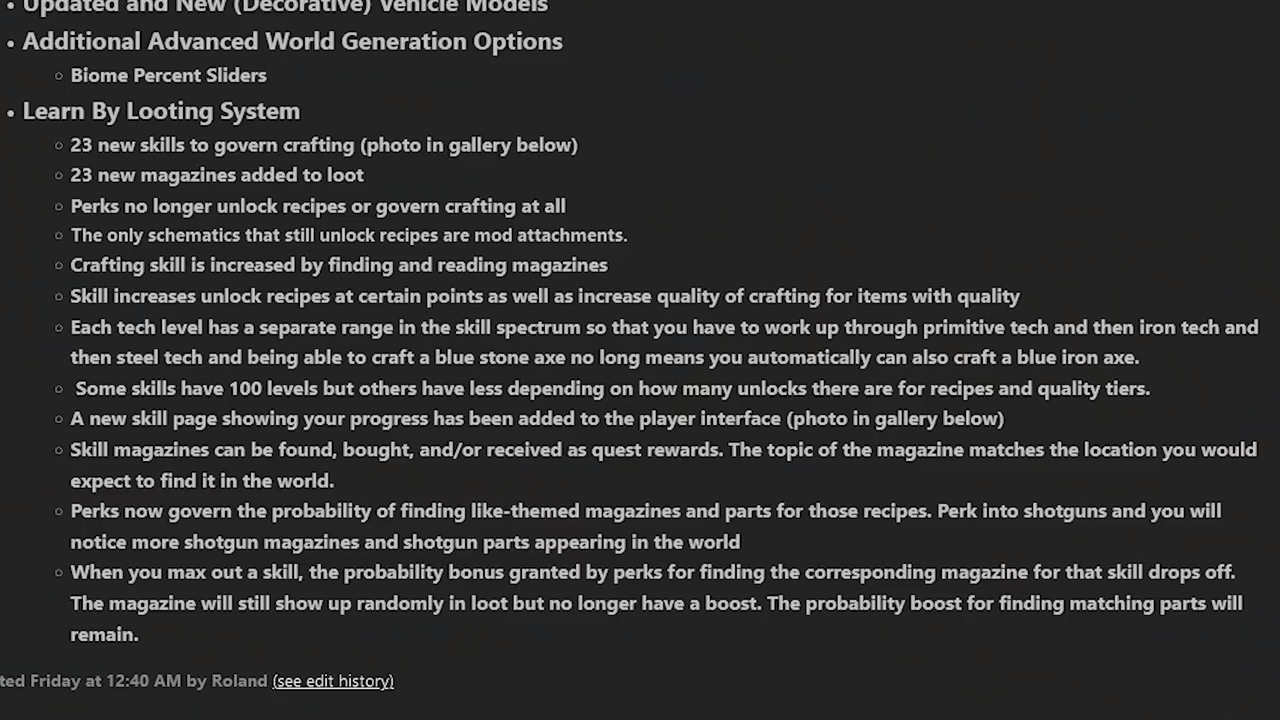 • Updated and New (Decorative) Vehicle Models
• Additional Advanced World Generation Options
◦ Biome Percent Sliders
• Learn By Looting System
◦ 23 new skills to govern crafting (photo in gallery below)
◦ 23 new magazines added to loot
◦ Perks no longer unlock recipes or govern crafting at all
◦ The only schematics that still unlock recipes are mod attachments.
◦ Crafting skill is increased by finding and reading magazines
◦ Skill increases unlock recipes at certain points as well as increase quality of crafting for items with quality
◦ Each tech level has a separate range in the skill spectrum so that you have to work up through primitive tech and then iron tech and
then steel tech and being able to craft a blue stone axe no long means you automatically can also craft a blue iron axe.
◦ Some skills have 100 levels but others have less depending on how many unlocks there are for recipes and quality tiers.
◦ A new skill page showing your progress has been added to the player interface (photo in gallery below)
◦ Skill magazines can be found, bought, and/or received as quest rewards. The topic of the magazine matches the location you would
expect to find it in the world.
◦ Perks now govern the probability of finding like-themed magazines and parts for those recipes. Perk into shotguns and you will
notice more shotgun magazines and shotgun parts appearing in the world
◦ When you max out a skill, the probability bonus granted by perks for finding the corresponding magazine for that skill drops off.
The magazine will still show up randomly in loot but no longer have a boost. The probability boost for finding matching parts will
remain.
ted Friday at 12:40 AM by Roland (see edit history)